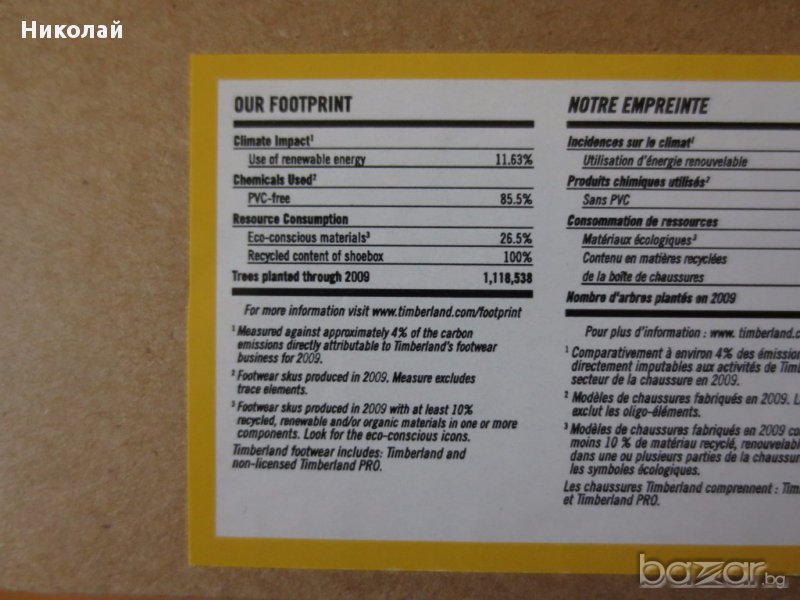 Николай
OUR FOOTPRINT
Climate Impact¹
Use of renewable energy 11.63%
Chemicals Used²
PVC-free 85.5%
Resource Consumption
Eco-conscious materials³ 26.5%
Recycled content of shoebox 100%
Trees planted through 2009 1,118,538
For more information visit www.timberland.com/footprint
¹ Measured against approximately 4% of the carbon
emissions directly attributable to Timberland's footwear
business for 2009.
² Footwear skus produced in 2009. Measure excludes
trace elements.
³ Footwear skus produced in 2009 with at least 10%
recycled, renewable and/or organic materials in one or more
components. Look for the eco-conscious icons.
Timberland footwear includes: Timberland and
non-licensed Timberland PRO.
NOTRE EMPREINTE
Incidences sur le climat¹
Utilisation d'énergie renouvelable
Produits chimiques utilisés²
Sans PVC
Consommation de ressources
Matériaux écologiques³
Contenu en matières recyclées
de la boîte de chaussures
Nombre d'arbres plantés en 2009
Pour plus d'information : www. timberland.c
¹ Comparativement à environ 4% des émission
directement imputables aux activités de Timb
secteur de la chaussure en 2009.
² Modèles de chaussures fabriqués en 2009. L
exclut les oligo-éléments.
³ Modèles de chaussures fabriqués en 2009 co
moins 10 % de matériau recyclé, renouvelabl
dans une ou plusieurs parties de la chaussur
les symboles écologiques.
Les chaussures Timberland comprennent : Tim
et Timberland PRO.
bazar.bg